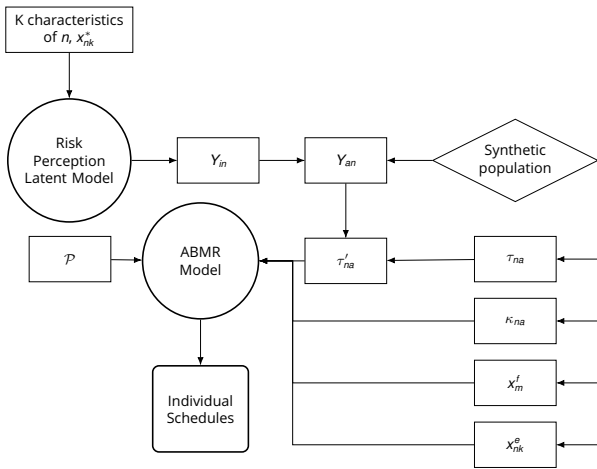 K characteristics
of n, x*ₙₖ
Risk
Perception
Latent Model
Yᵢₙ
Yₐₙ
Synthetic
population
𝒫
ABMR
Model
τ′ₙₐ
τₙₐ
κₙₐ
Individual
Schedules
xᶠₘ
xᵉₙₖ